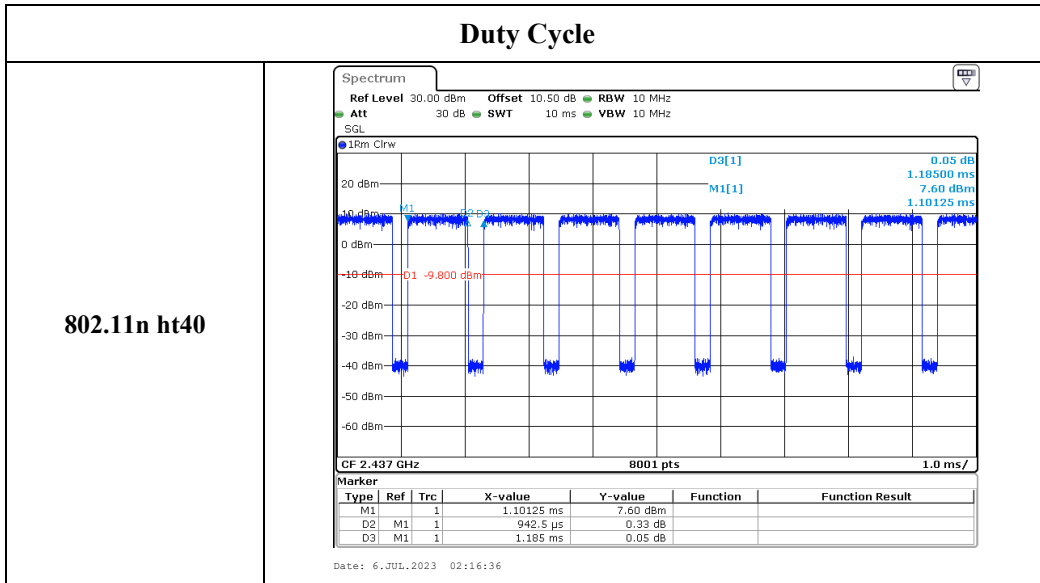 Duty Cycle
802.11n ht40
Spectrum
Ref Level 30.00 dBm Offset 10.50 dB RBW 10 MHz
Att 30 dB SWT 10 ms VBW 10 MHz
SGL
1Rm Clrw
D3[1] 0.05 dB
1.18500 ms
M1[1] 7.60 dBm
1.10125 ms
20 dBm
10 dBm
M1
D2 D3
0 dBm
-10 dBm
D1 -9.800 dBm
-20 dBm
-30 dBm
-40 dBm
-50 dBm
-60 dBm
CF 2.437 GHz 8001 pts 1.0 ms/
Marker
Type Ref Trc X-value Y-value Function Function Result
M1 1 1.10125 ms 7.60 dBm
D2 M1 1 942.5 µs 0.33 dB
D3 M1 1 1.185 ms 0.05 dB
Date: 6.JUL.2023 02:16:36